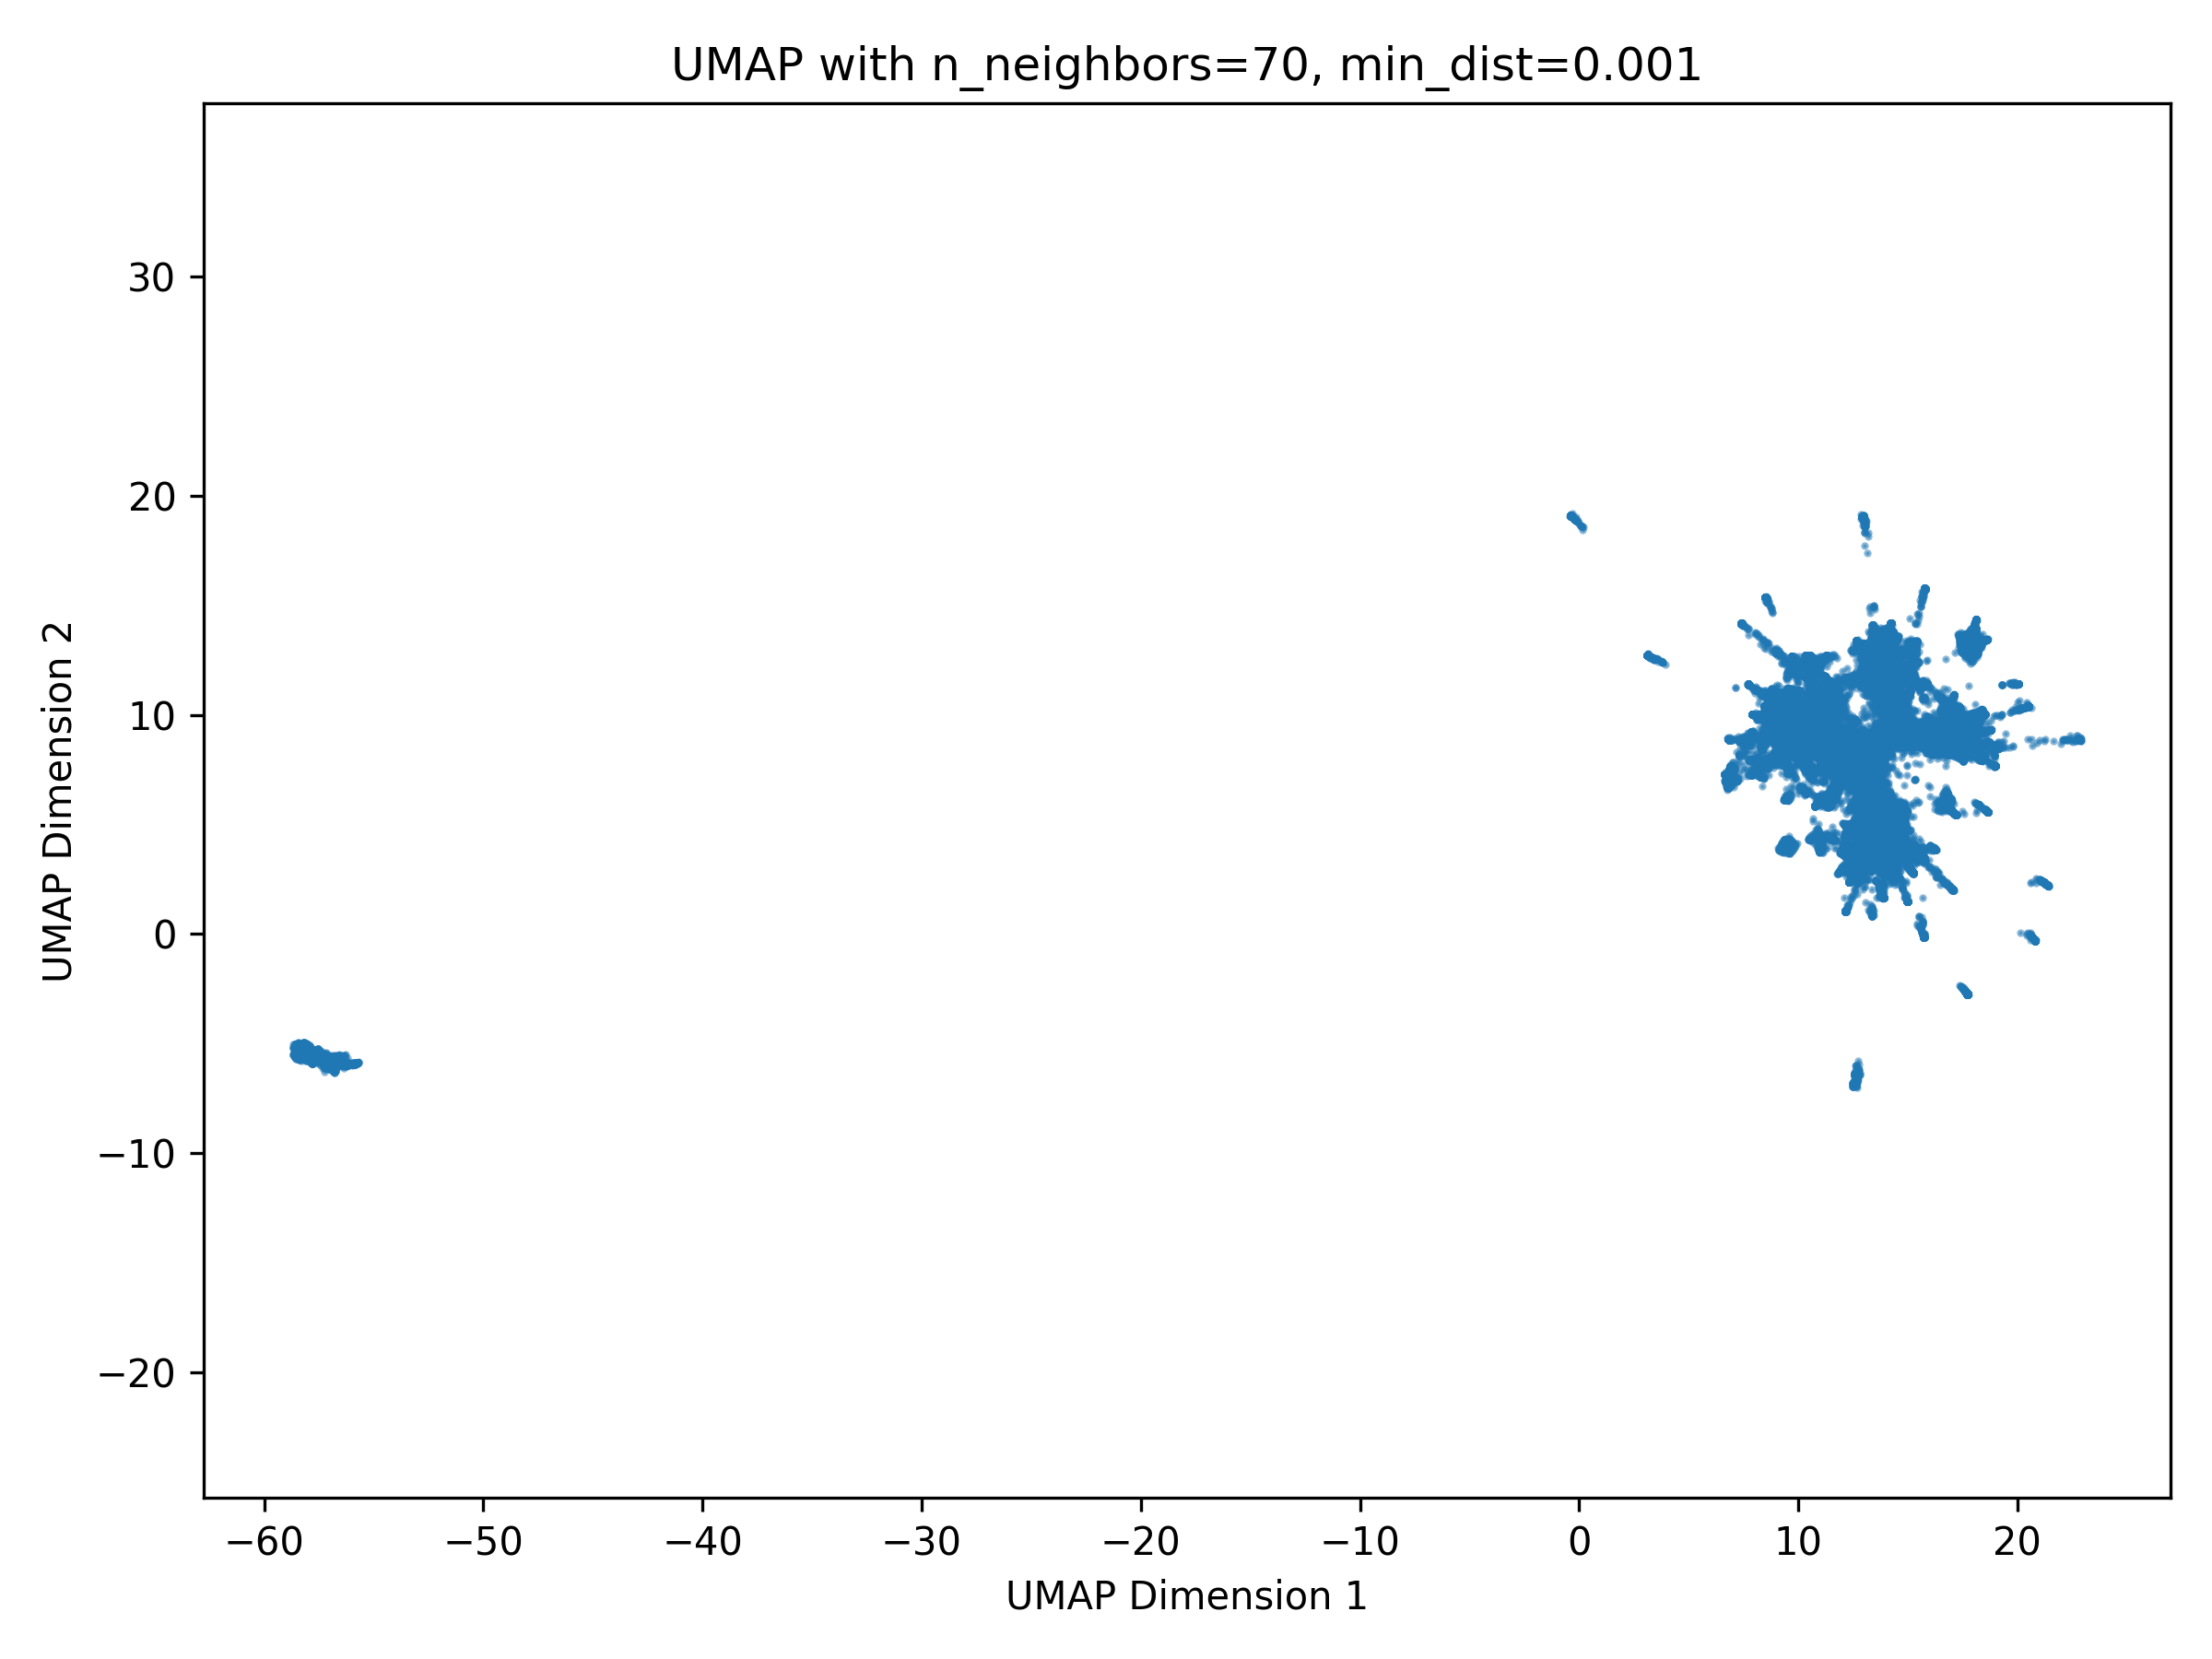 UMAP with n_neighbors=70, min_dist=0.001
UMAP Dimension 2
30
20
10
0
−10
−20
−60 −50 −40 −30 −20 −10 0 10 20
UMAP Dimension 1